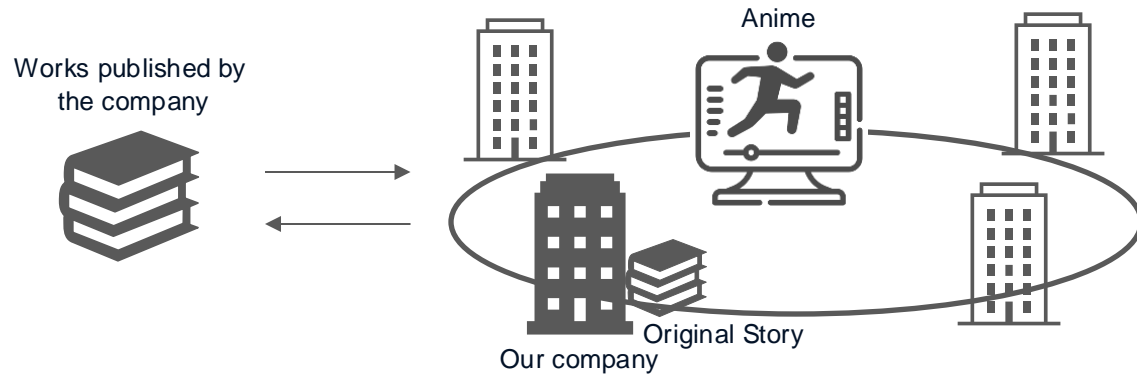 Works published by
the company
Anime
Original Story
Our company